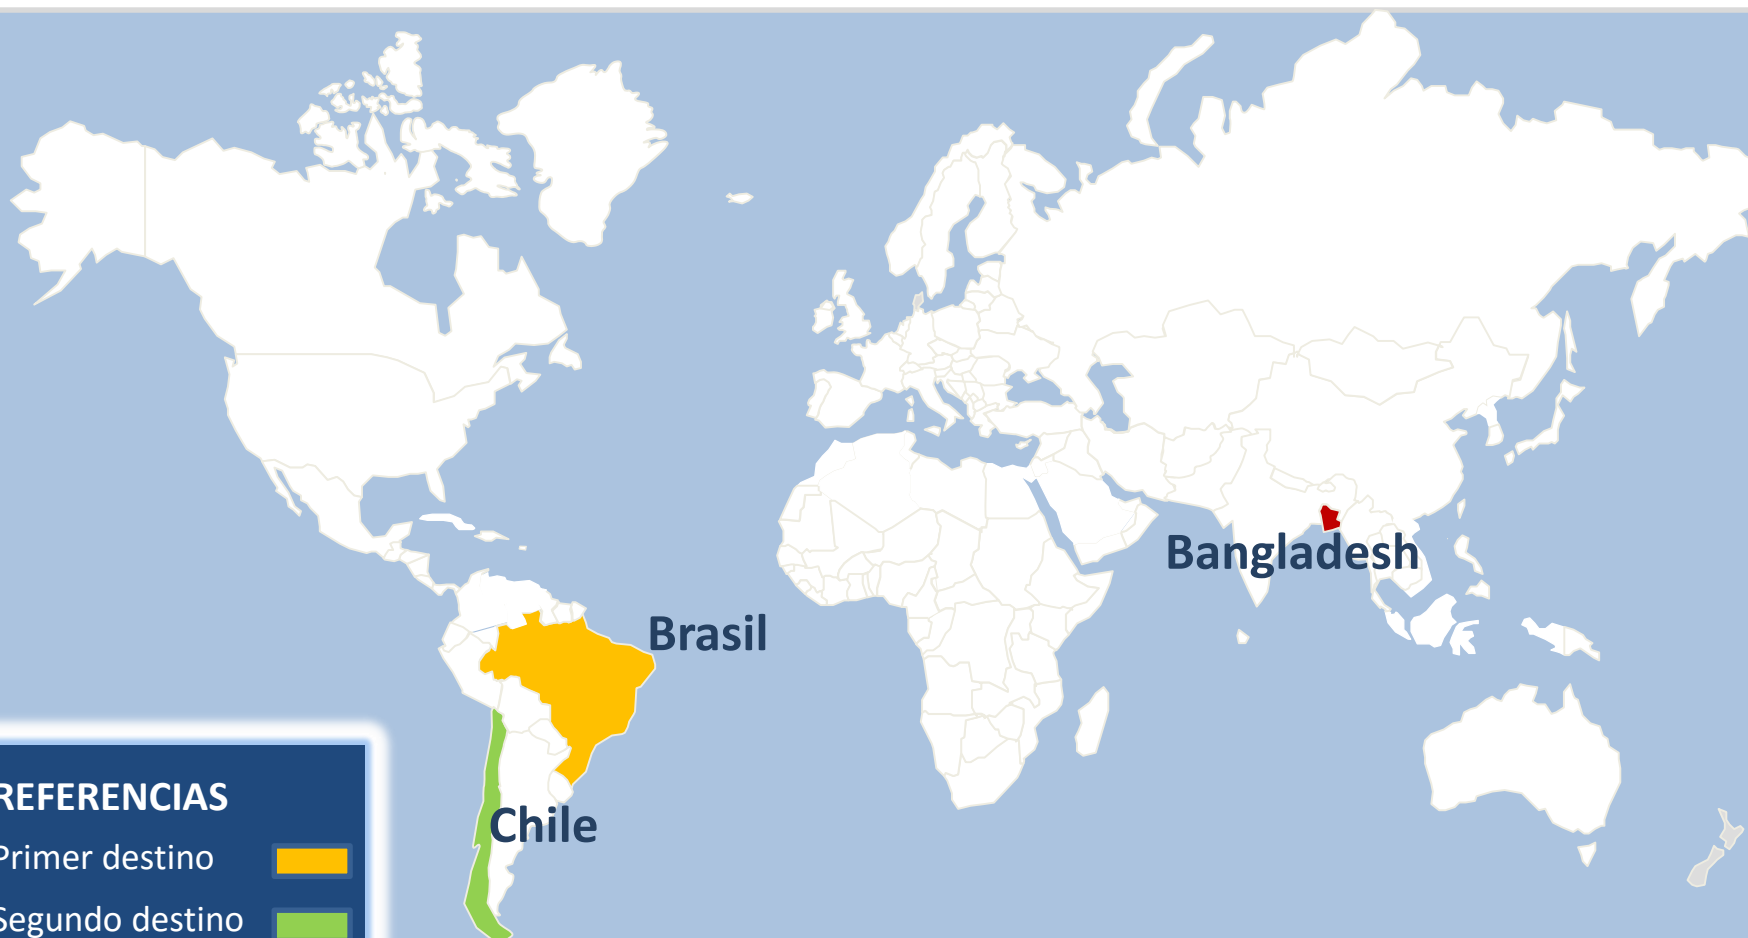 Brasil
Bangladesh
Chile
REFERENCIAS
Primer destino
Segundo destino